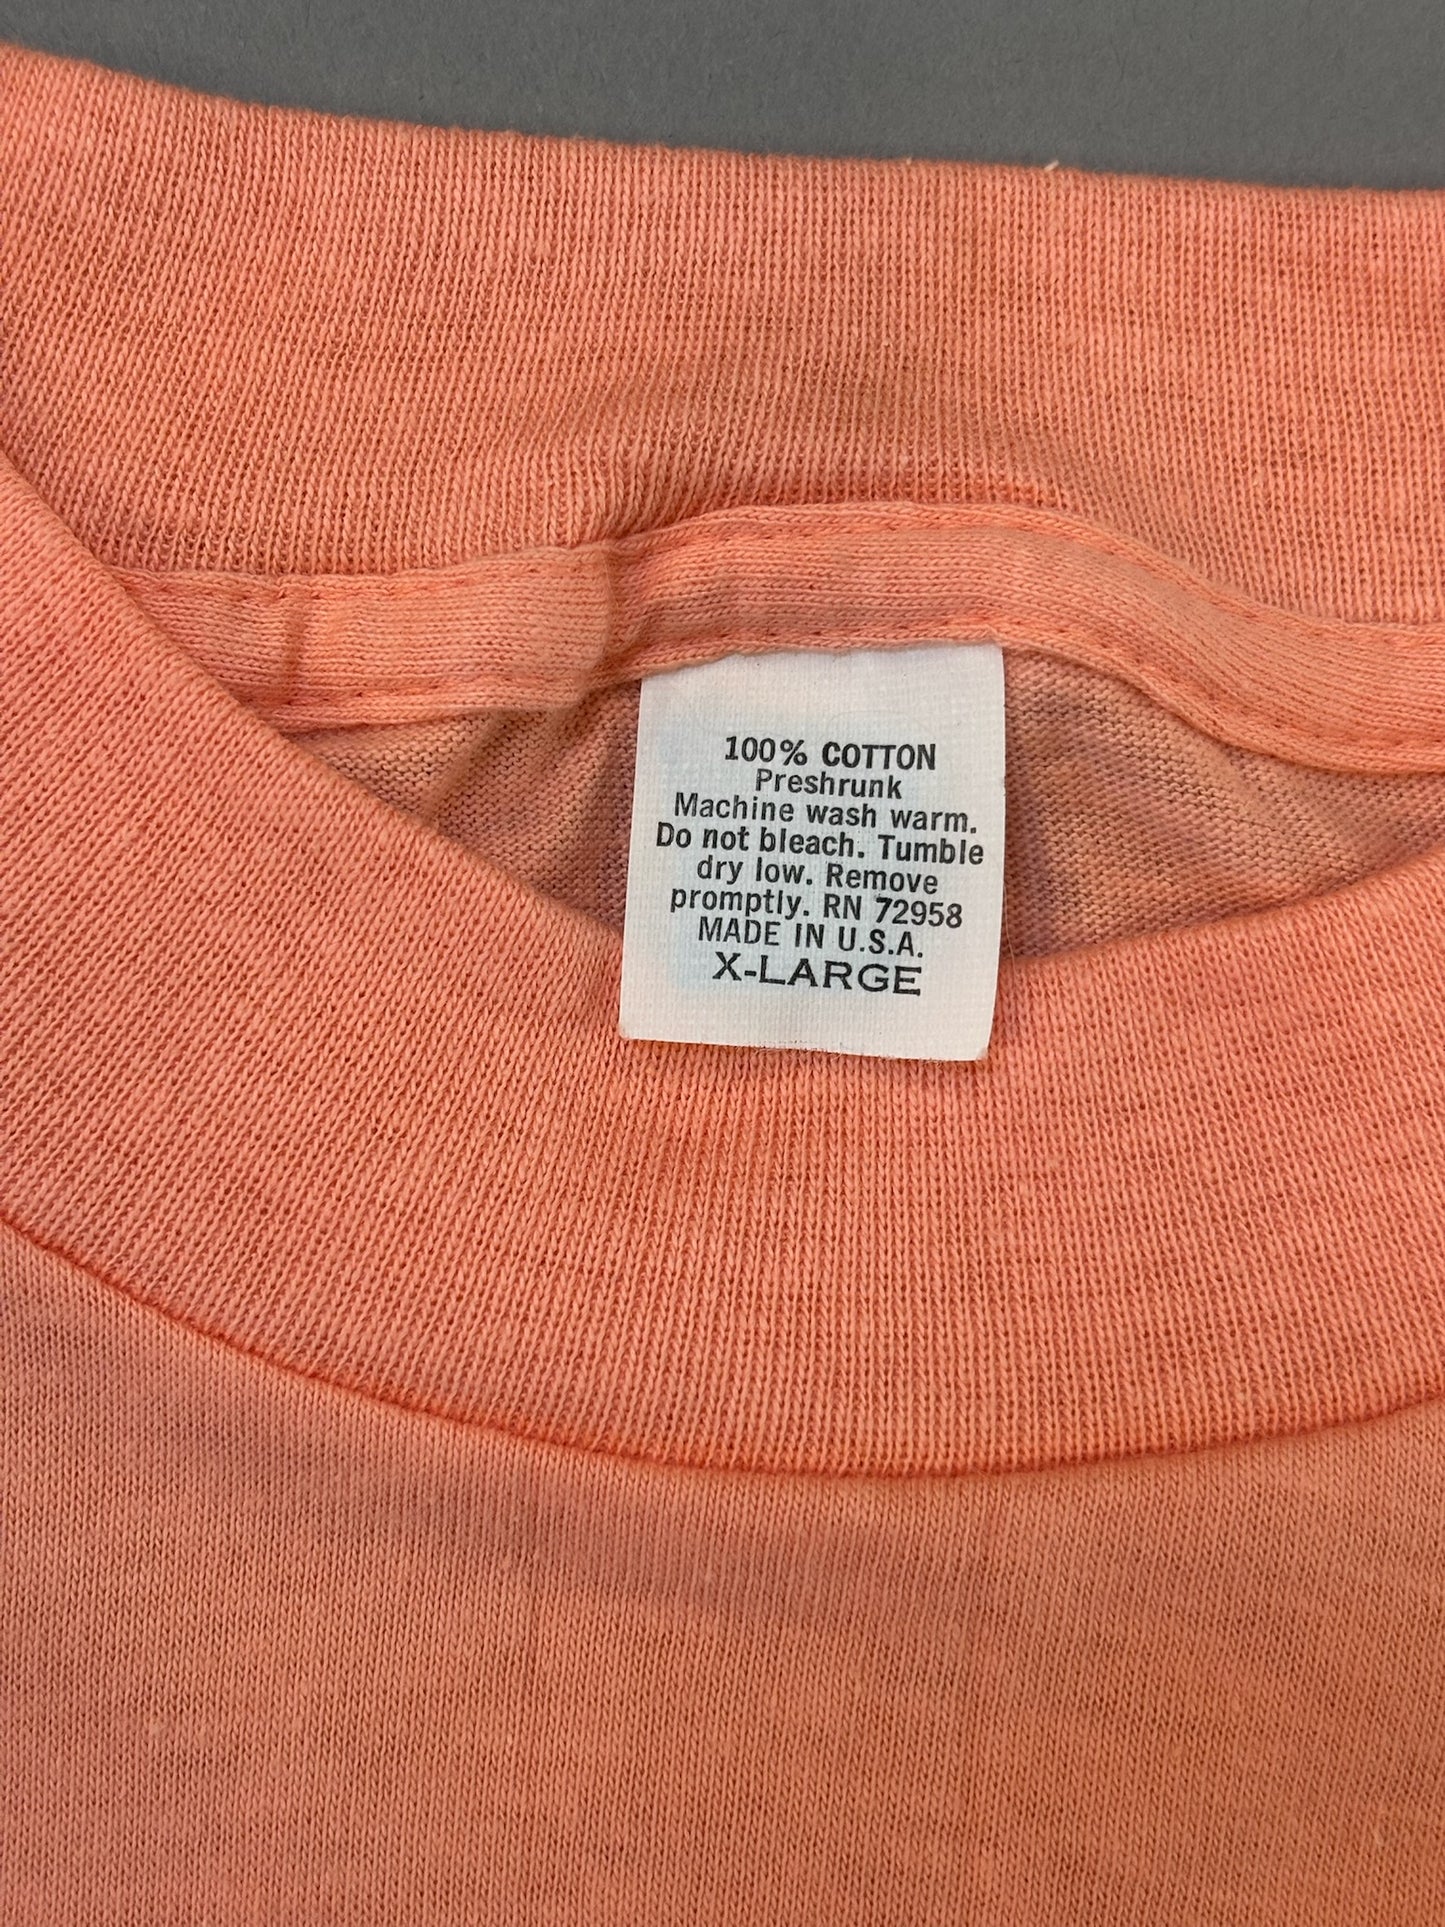 100% COTTON
Preshrunk
Machine wash warm.
Do not bleach. Tumble
dry low. Remove
promptly. RN 72958
MADE IN U.S.A.
X-LARGE